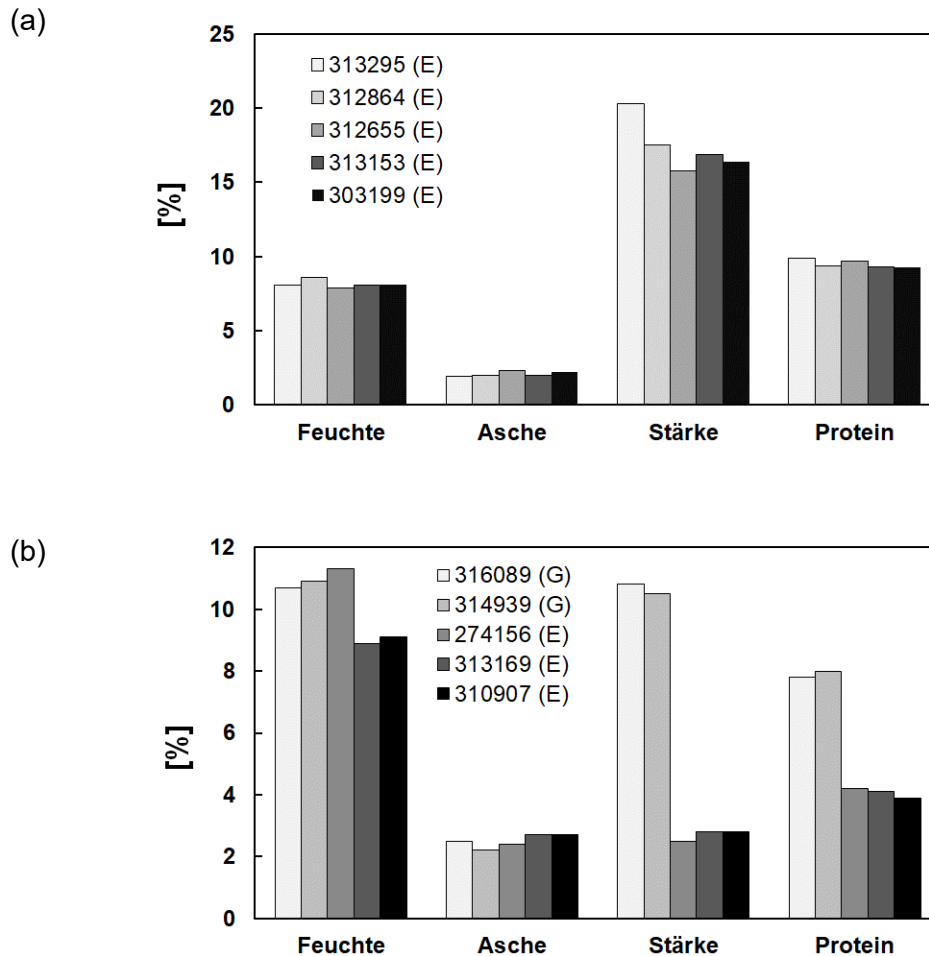 (a)
25
20
15
10
5
0
[%]
313295 (E)
312864 (E)
312655 (E)
313153 (E)
303199 (E)
Feuchte Asche Stärke Protein
(b)
12
10
8
6
4
2
0
[%]
316089 (G)
314939 (G)
274156 (E)
313169 (E)
310907 (E)
Feuchte Asche Stärke Protein